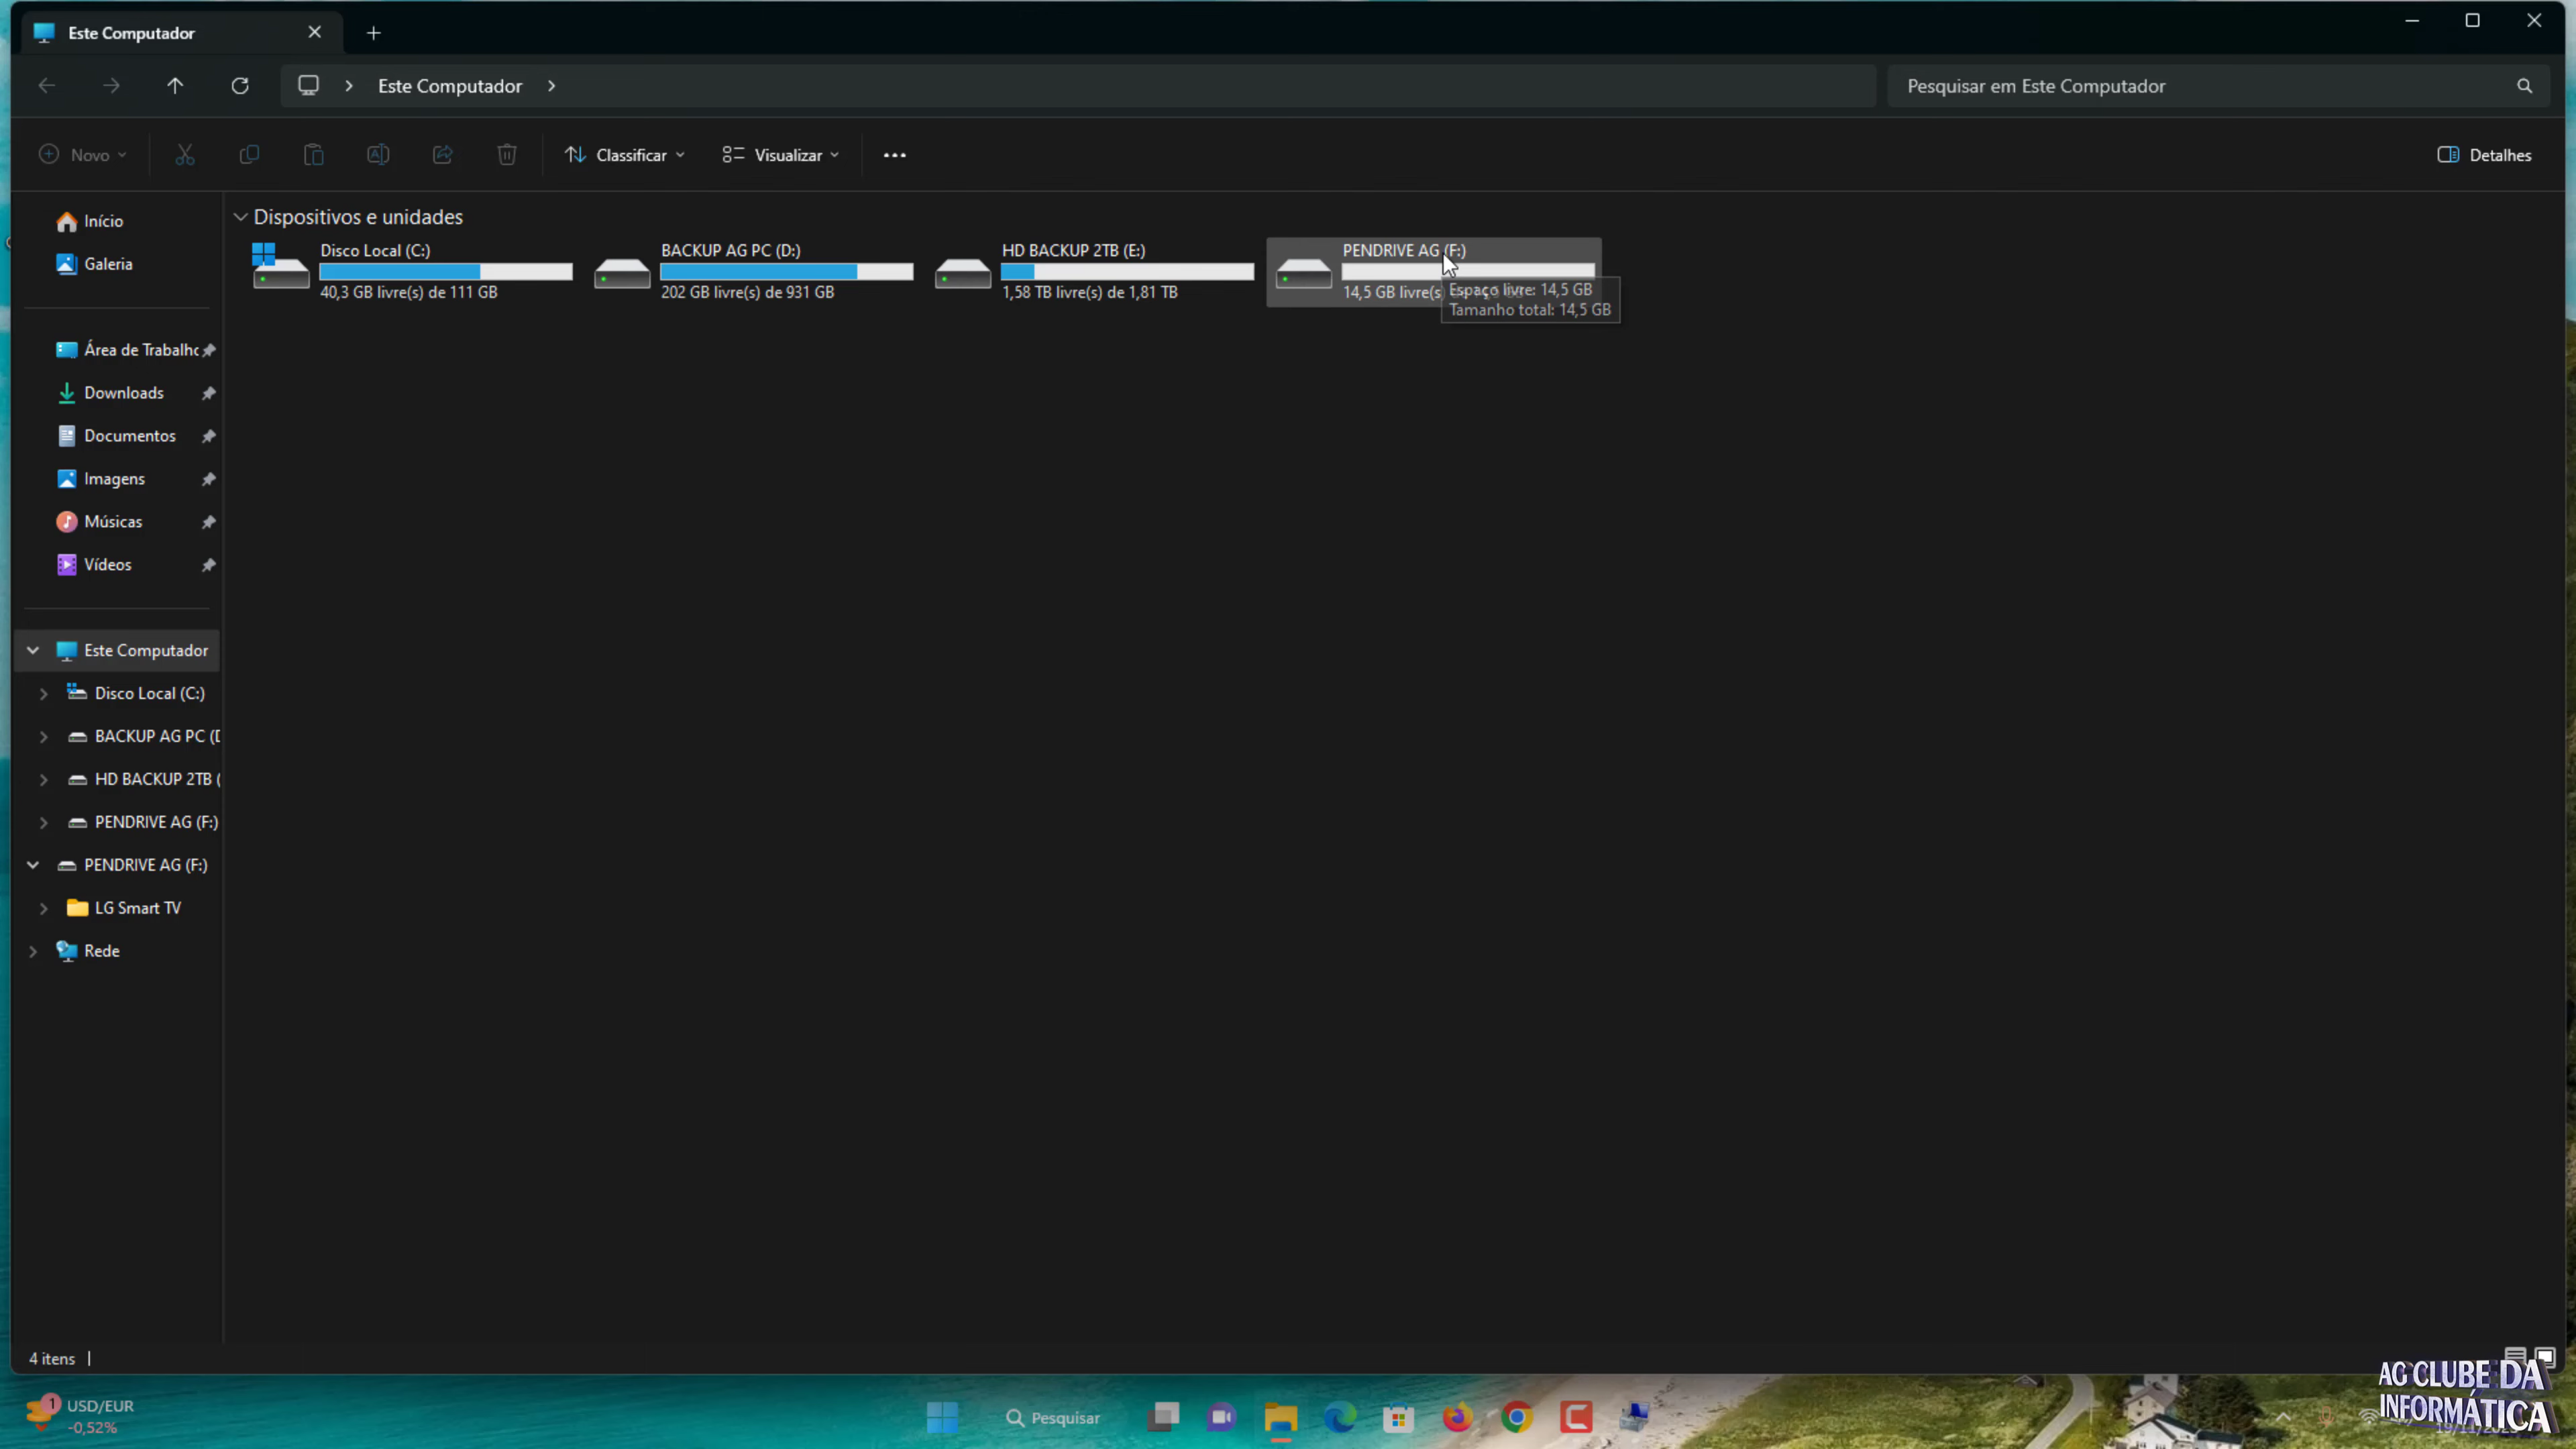 Este Computador
Este Computador
Pesquisar em Este Computador
Novo
Classificar
Visualizar
Detalhes
Início
Galeria
Área de Trabalho
Downloads
Documentos
Imagens
Músicas
Vídeos
Este Computador
Disco Local (C:)
BACKUP AG PC (D
HD BACKUP 2TB (
PENDRIVE AG (F:)
PENDRIVE AG (F:)
LG Smart TV
Rede
Dispositivos e unidades
Disco Local (C:)
40,3 GB livre(s) de 111 GB
BACKUP AG PC (D:)
202 GB livre(s) de 931 GB
HD BACKUP 2TB (E:)
1,58 TB livre(s) de 1,81 TB
PENDRIVE AG (F:)
14,5 GB livre(s)
Espaço livre: 14,5 GB
Tamanho total: 14,5 GB
4 itens
1
USD/EUR
-0,52%
Pesquisar
AG CLUBE DA
INFORMÁTICA